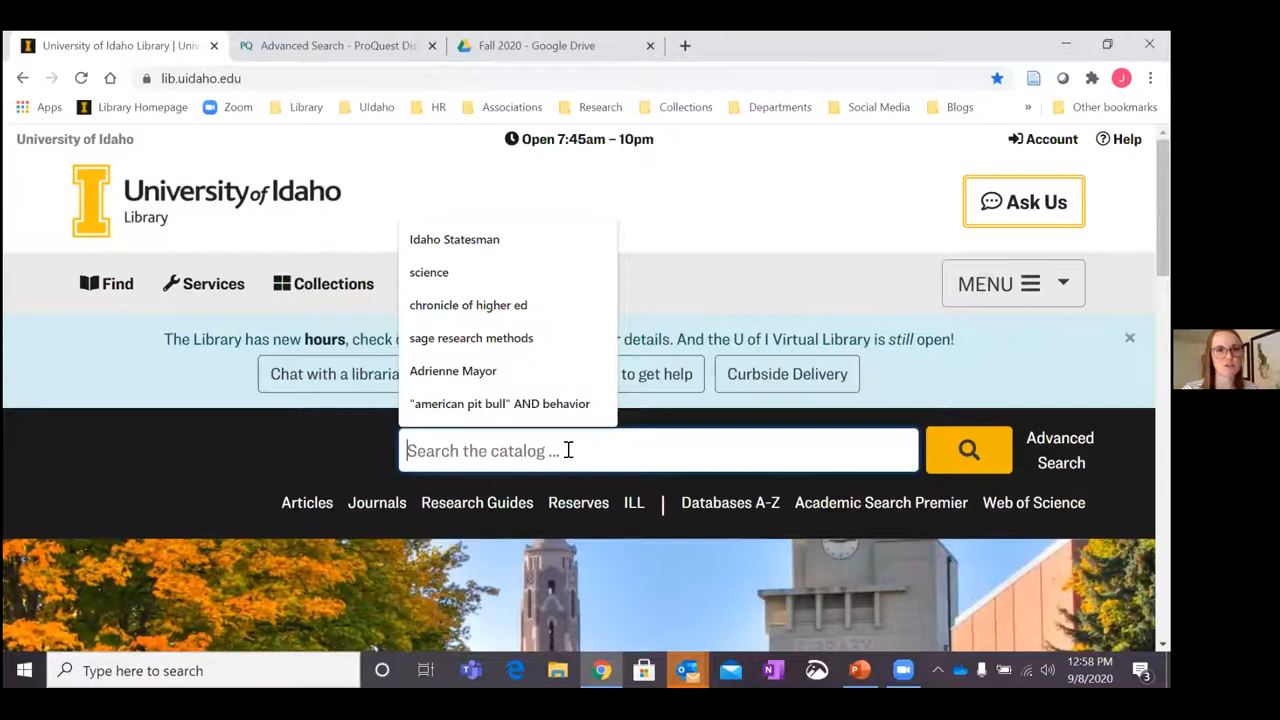 University of Idaho Library | Univ
PQ Advanced Search - ProQuest Dis
Fall 2020 - Google Drive
lib.uidaho.edu
J
Apps
Library Homepage
Zoom
Library
UIdaho
HR
Associations
Research
Collections
Departments
Social Media
Blogs
»
Other bookmarks
University of Idaho
Open 7:45am – 10pm
Account
Help
University of Idaho
Library
Ask Us
Idaho Statesman
science
chronicle of higher ed
sage research methods
Adrienne Mayor
"american pit bull" AND behavior
Find
Services
Collections
MENU
The Library has new hours, check
r details. And the U of I Virtual Library is still open!
Chat with a libraria
to get help
Curbside Delivery
Search the catalog ...
Advanced
Search
Articles
Journals
Research Guides
Reserves
ILL
|
Databases A-Z
Academic Search Premier
Web of Science
LIBRARY
Type here to search
12:58 PM
9/8/2020
3